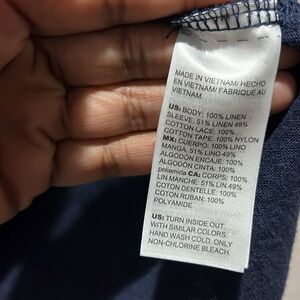 MADE IN VIETNAM/ HECHO
EN VIETNAM/ FABRIQUÉ AU
VIETNAM
US: BODY: 100% LINEN
SLEEVE: 51% LINEN 49%
COTTON LACE: 100%
COTTON TAPE: 100% NYLON
MX: CUERPO: 100% LINO
MANGA: 51% LINO 49%
ALGODÓN ENCAJE: 100%
ALGODÓN CINTA: 100%
poliamida CA: CORPS: 100%
LIN MANCHE: 51% LIN 49%
COTON DENTELLE: 100%
COTON RUBAN: 100%
POLYAMIDE
US: TURN INSIDE OUT.
WITH SIMILAR COLORS.
HAND WASH COLD. ONLY
NON-CHLORINE BLEACH.